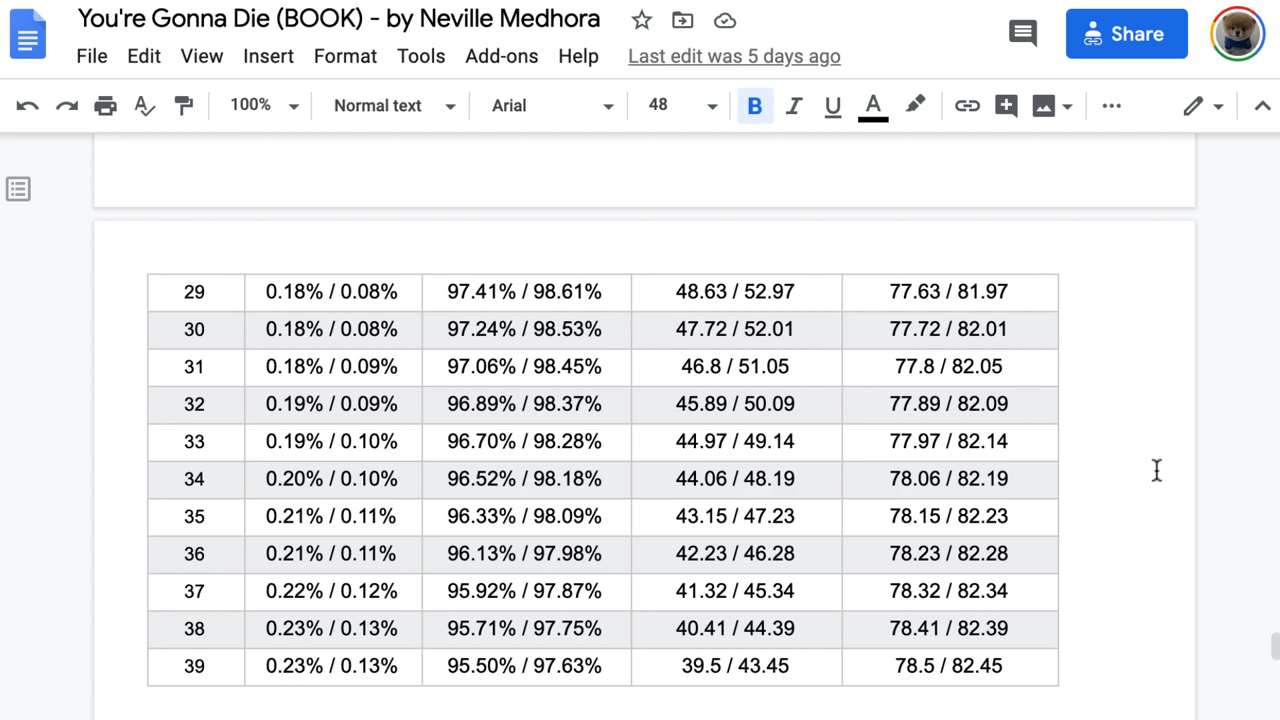 You're Gonna Die (BOOK) - by Neville Medhora
File Edit View Insert Format Tools Add-ons Help Last edit was 5 days ago
Share
100% Normal text Arial 48 B I U A
29 0.18% / 0.08% 97.41% / 98.61% 48.63 / 52.97 77.63 / 81.97
30 0.18% / 0.08% 97.24% / 98.53% 47.72 / 52.01 77.72 / 82.01
31 0.18% / 0.09% 97.06% / 98.45% 46.8 / 51.05 77.8 / 82.05
32 0.19% / 0.09% 96.89% / 98.37% 45.89 / 50.09 77.89 / 82.09
33 0.19% / 0.10% 96.70% / 98.28% 44.97 / 49.14 77.97 / 82.14
34 0.20% / 0.10% 96.52% / 98.18% 44.06 / 48.19 78.06 / 82.19
35 0.21% / 0.11% 96.33% / 98.09% 43.15 / 47.23 78.15 / 82.23
36 0.21% / 0.11% 96.13% / 97.98% 42.23 / 46.28 78.23 / 82.28
37 0.22% / 0.12% 95.92% / 97.87% 41.32 / 45.34 78.32 / 82.34
38 0.23% / 0.13% 95.71% / 97.75% 40.41 / 44.39 78.41 / 82.39
39 0.23% / 0.13% 95.50% / 97.63% 39.5 / 43.45 78.5 / 82.45